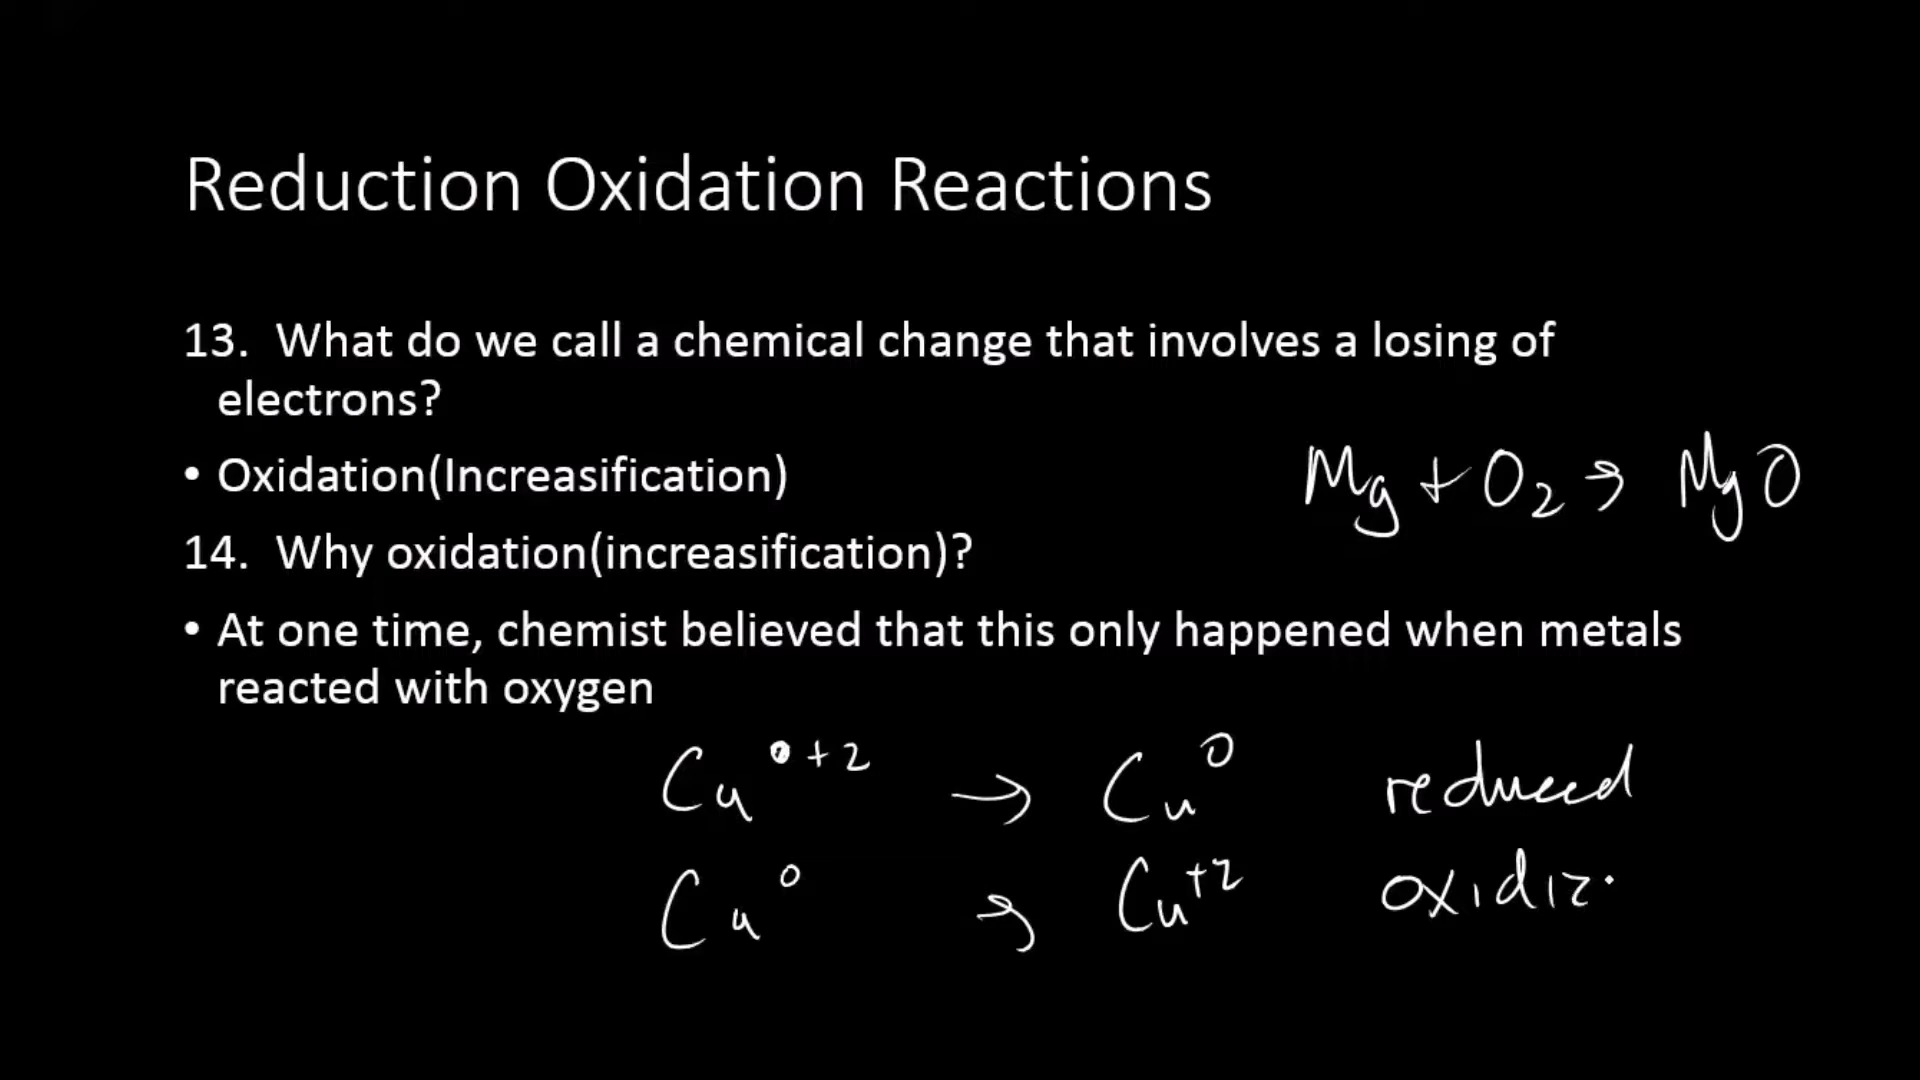 Reduction Oxidation Reactions
13. What do we call a chemical change that involves a losing of
electrons?
• Oxidation(Increasification)
Mg + O₂ → MgO
14. Why oxidation(increasification)?
• At one time, chemist believed that this only happened when metals
reacted with oxygen
Cu⁺² → Cu⁰ reduced
Cu⁰ → Cu⁺² oxidiz